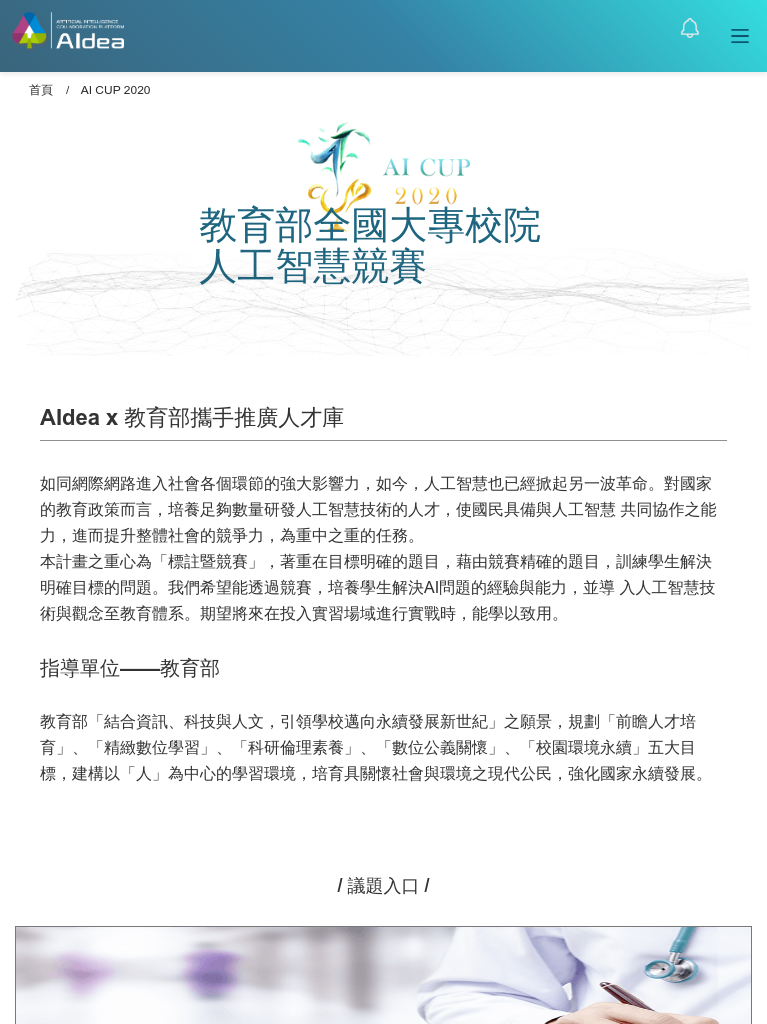 ARTIFICIAL INTELLIGENCE
COLLABORATION PLATFORM
AIdea
首頁 / AI CUP 2020
AI CUP
2020
教育部全國大專校院
人工智慧競賽
AIdea x 教育部攜手推廣人才庫
如同網際網路進入社會各個環節的強大影響力，如今，人工智慧也已經掀起另一波革命。對國家
的教育政策而言，培養足夠數量研發人工智慧技術的人才，使國民具備與人工智慧 共同協作之能
力，進而提升整體社會的競爭力，為重中之重的任務。
本計畫之重心為「標註暨競賽」，著重在目標明確的題目，藉由競賽精確的題目，訓練學生解決
明確目標的問題。我們希望能透過競賽，培養學生解決AI問題的經驗與能力，並導 入人工智慧技
術與觀念至教育體系。期望將來在投入實習場域進行實戰時，能學以致用。
指導單位——教育部
教育部「結合資訊、科技與人文，引領學校邁向永續發展新世紀」之願景，規劃「前瞻人才培
育」、「精緻數位學習」、「科研倫理素養」、「數位公義關懷」、「校園環境永續」五大目
標，建構以「人」為中心的學習環境，培育具關懷社會與環境之現代公民，強化國家永續發展。
/ 議題入口 /